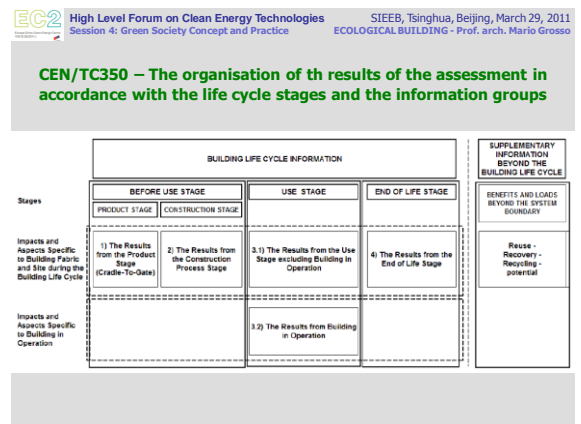 EC2
High Level Forum on Clean Energy Technologies
SIEEB, Tsinghua, Beijing, March 29, 2011
Session 4: Green Society Concept and Practice
ECOLOGICAL BUILDING - Prof. arch. Mario Grosso
CEN/TC350 – The organisation of th results of the assessment in
accordance with the life cycle stages and the information groups
BUILDING LIFE CYCLE INFORMATION
SUPPLEMENTARY
INFORMATION
BEYOND THE
BUILDING LIFE CYCLE
Stages
BEFORE USE STAGE
USE STAGE
END OF LIFE STAGE
BENEFITS AND LOADS
BEYOND THE SYSTEM
BOUNDARY
PRODUCT STAGE
CONSTRUCTION STAGE
Impacts and
Aspects Specific
to Building Fabric
and Site during the
Building Life Cycle
1) The Results
from the Product
Stage
(Cradle-To-Gate)
2) The Results from
the Construction
Process Stage
3.1) The Results from the Use
Stage excluding Building in
Operation
4) The Results from the
End of Life Stage
Reuse -
Recovery -
Recycling -
potential
Impacts and
Aspects Specific
to Building in
Operation
3.2) The Results from Building
in Operation